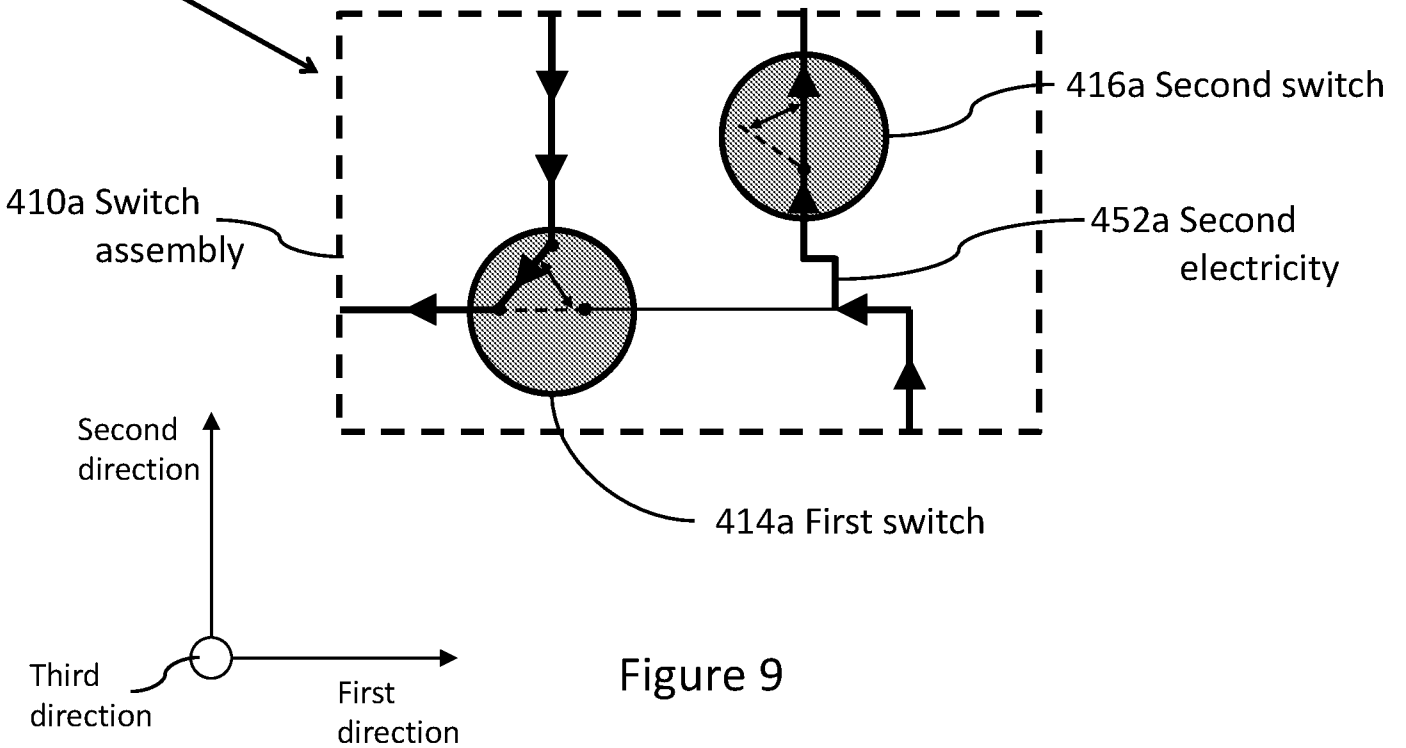 416a Second switch
410a Switch
assembly
452a Second
electricity
Second
direction
414a First switch
Third
direction
First
direction
Figure 9